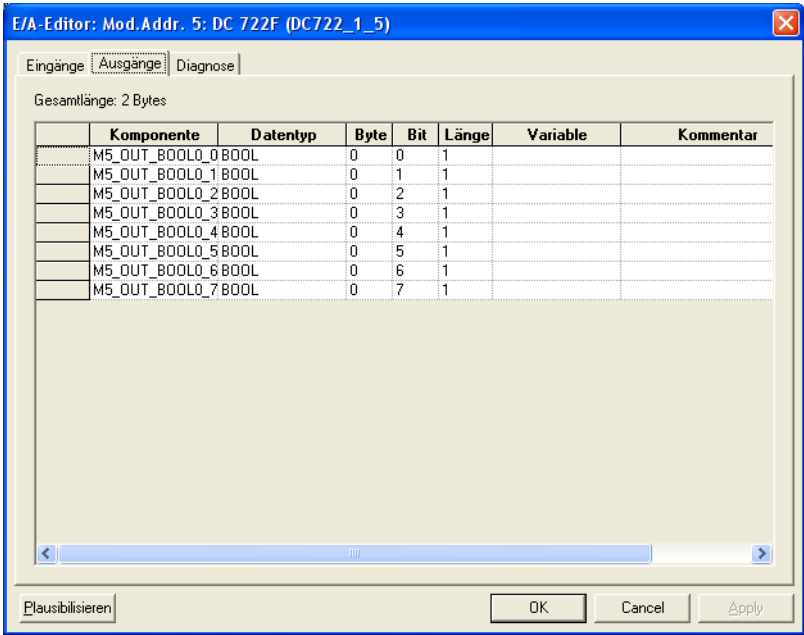 E/A-Editor: Mod.Addr. 5: DC 722F (DC722_1_5)
Eingänge Ausgänge Diagnose
Gesamtlänge: 2 Bytes
Komponente Datentyp Byte Bit Länge Variable Kommentar
M5_OUT_BOOL0_0 BOOL 0 0 1
M5_OUT_BOOL0_1 BOOL 0 1 1
M5_OUT_BOOL0_2 BOOL 0 2 1
M5_OUT_BOOL0_3 BOOL 0 3 1
M5_OUT_BOOL0_4 BOOL 0 4 1
M5_OUT_BOOL0_5 BOOL 0 5 1
M5_OUT_BOOL0_6 BOOL 0 6 1
M5_OUT_BOOL0_7 BOOL 0 7 1
Plausibilisieren OK Cancel Apply